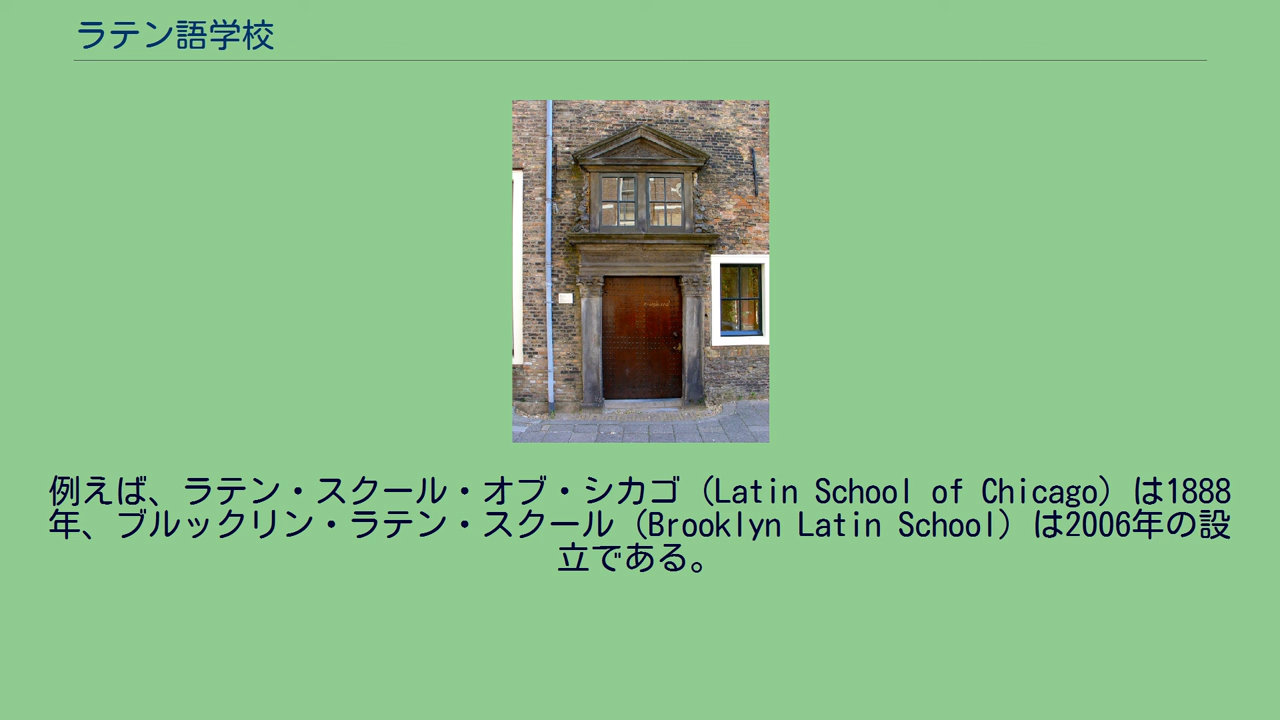 ラテン語学校
例えば、ラテン・スクール・オブ・シカゴ（Latin School of Chicago）は1888
年、ブルックリン・ラテン・スクール（Brooklyn Latin School）は2006年の設
立である。